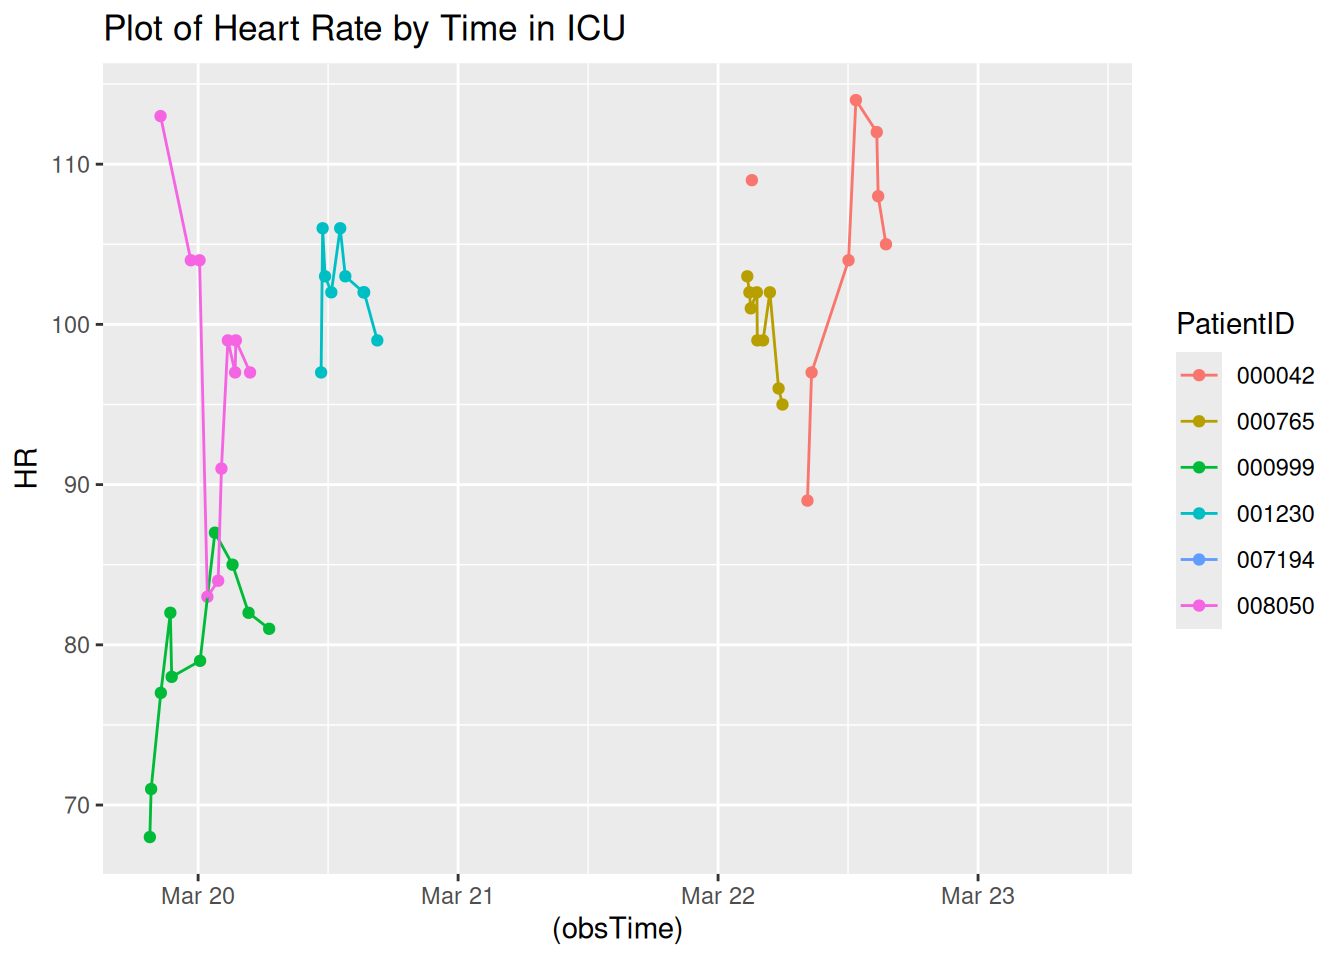 Plot of Heart Rate by Time in ICU
HR
110
100
90
80
70
Mar 20
Mar 21
Mar 22
Mar 23
(obsTime)
PatientID
000042
000765
000999
001230
007194
008050